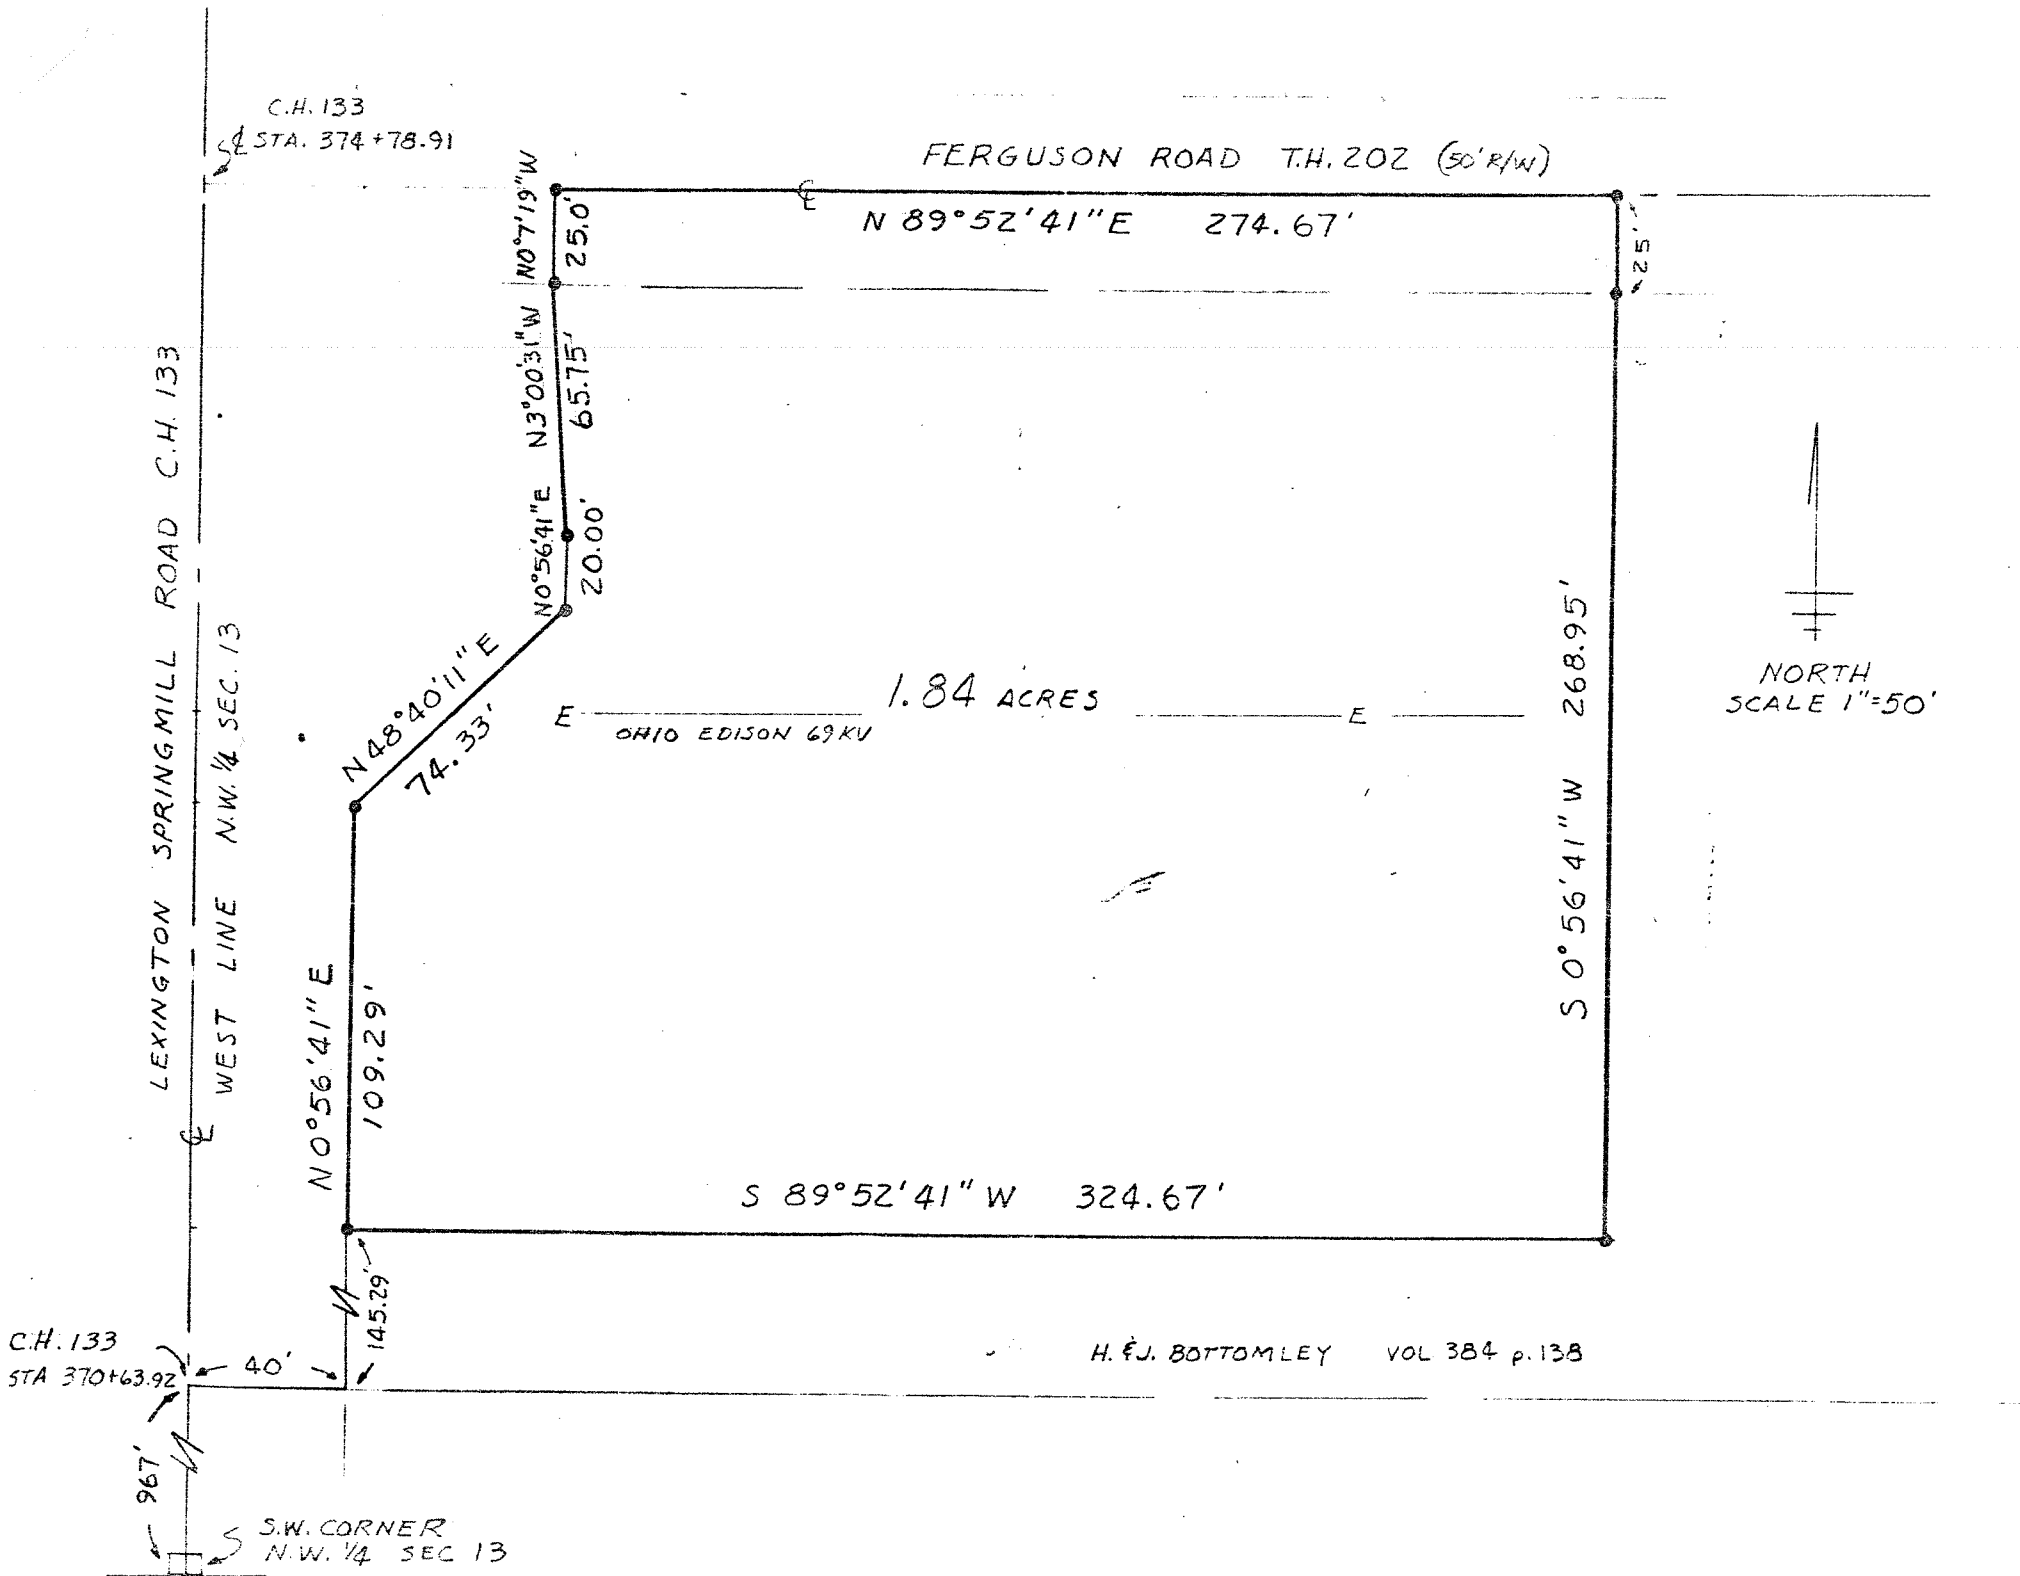 C.H. 133
℄ STA. 374+78.91
FERGUSON ROAD T.H. 202 (50' R/W)
N 89°52'41"E 274.67'
℄
N0°7'19"W
25.0'
25'
N3°00'31"W
65.75'
N0°56'41"E
20.00'
N48°40'11"E
74.33'
LEXINGTON SPRINGMILL ROAD C.H. 133
WEST LINE N.W. ¼ SEC. 13
℄
E
1.84 ACRES
E
OHIO EDISON 69KV
S 0°56'41"W 268.95'
NORTH
SCALE 1"=50'
N0°56'41"E
109.29'
S 89°52'41"W 324.67'
145.29'
C.H. 133
STA 370+63.92
40'
H. & J. BOTTOMLEY VOL 384 p. 138
967'
S.W. CORNER
N.W. ¼ SEC 13